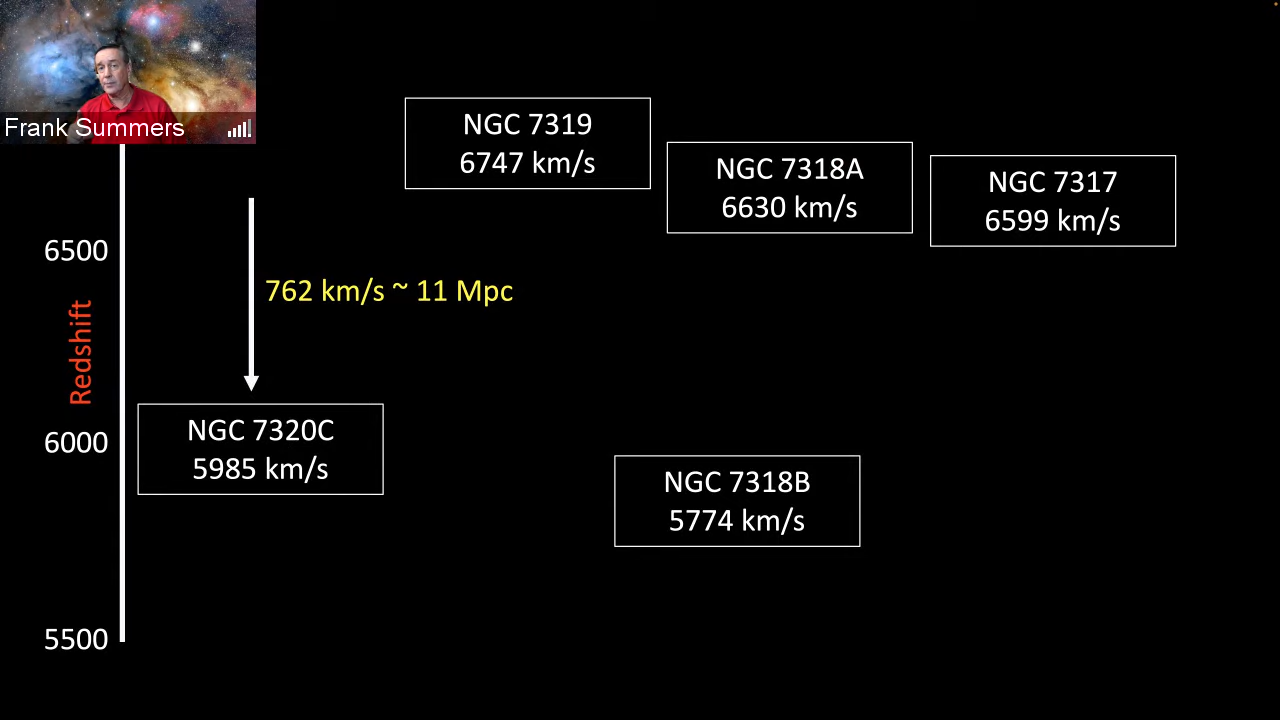 Frank Summers
NGC 7319
6747 km/s
NGC 7318A
6630 km/s
NGC 7317
6599 km/s
6500
762 km/s ~ 11 Mpc
Redshift
6000
NGC 7320C
5985 km/s
NGC 7318B
5774 km/s
5500